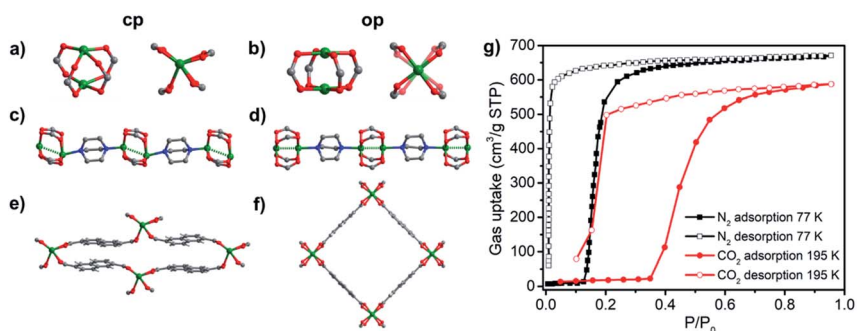 cp
op
a)
b)
c)
d)
e)
f)
g)
Gas uptake (cm³/g STP)
700
600
500
400
300
200
100
0
N₂ adsorption 77 K
N₂ desorption 77 K
CO₂ adsorption 195 K
CO₂ desorption 195 K
0.0 0.2 0.4 0.6 0.8 1.0
P/P₀